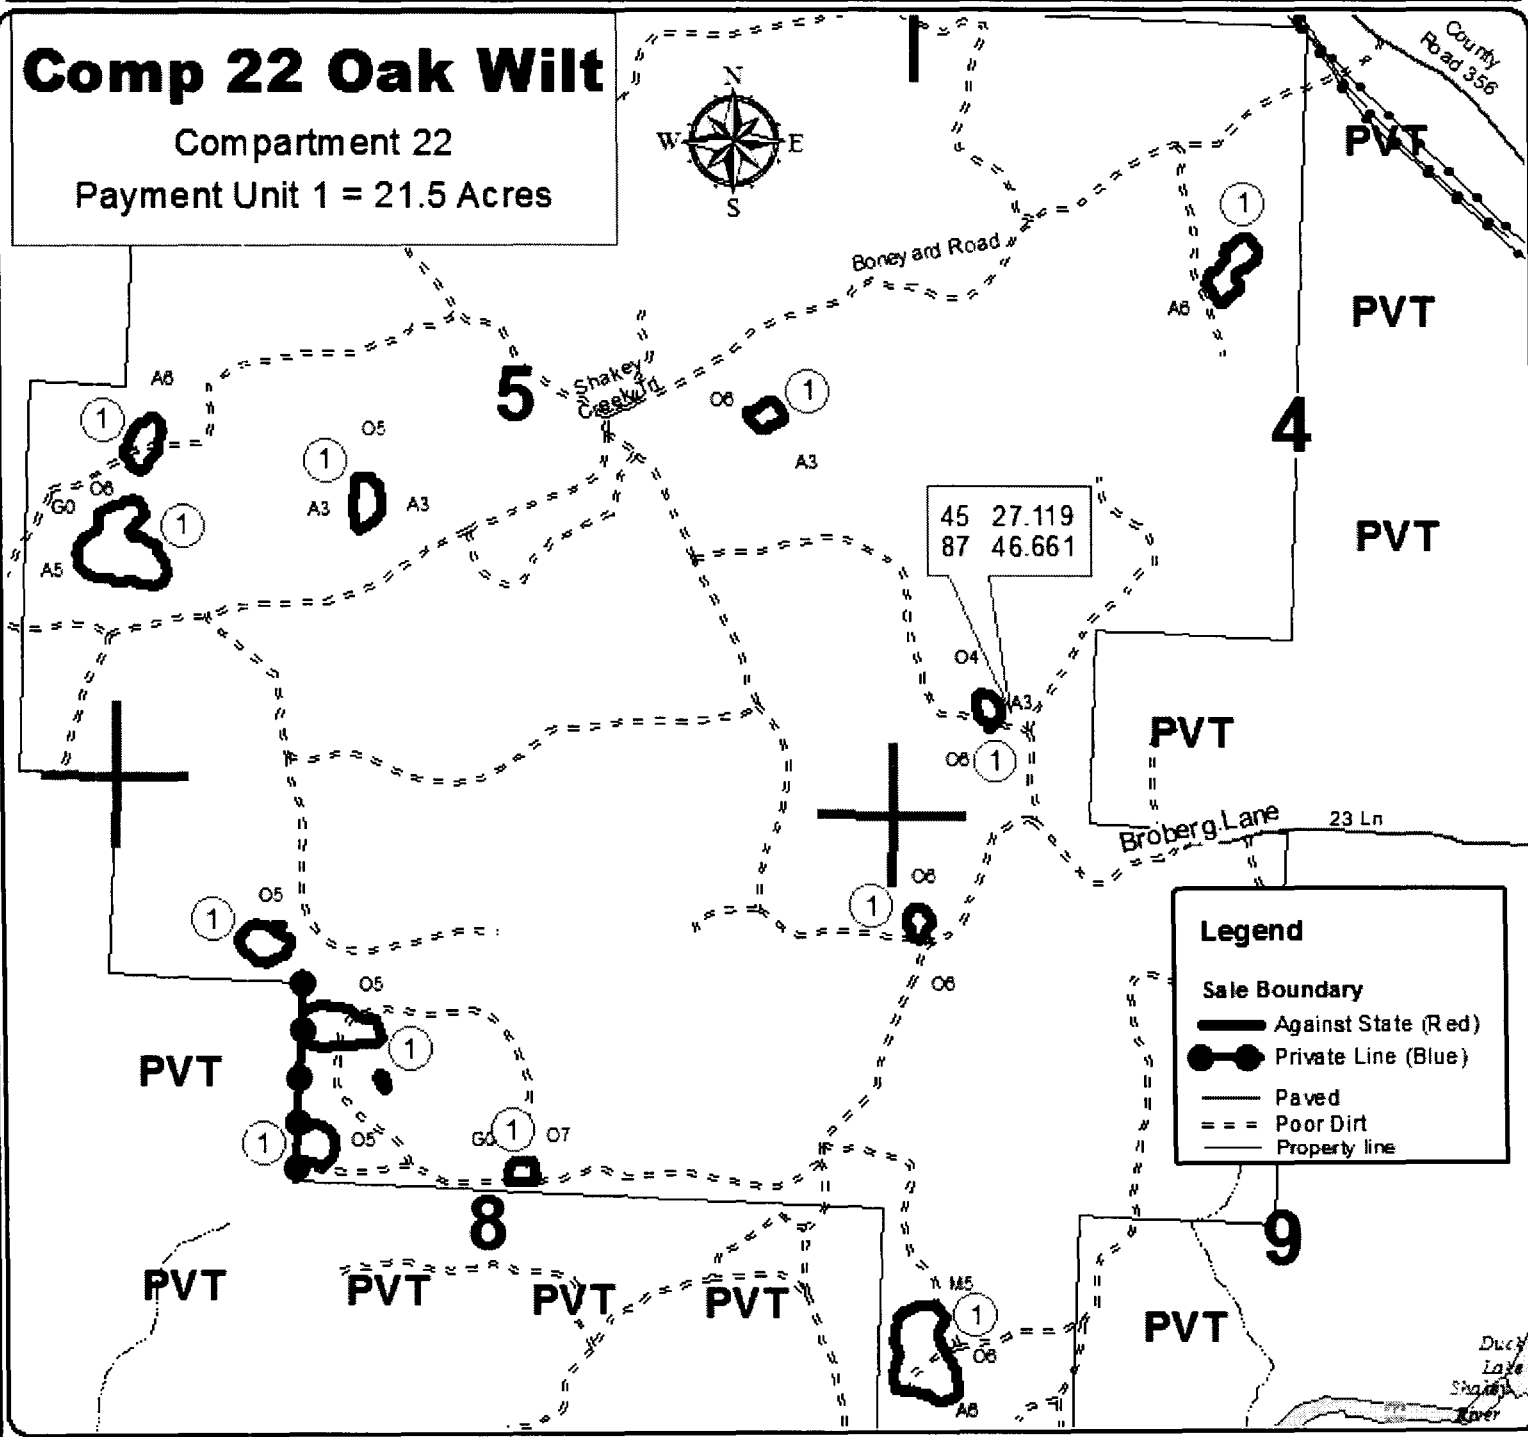 Comp 22 Oak Wilt
Compartment 22
Payment Unit 1 = 21.5 Acres
N
W E
S
County
Road 356
PVT
1
Boneyard Road
A6
PVT
5
Shakey
Creek Trl
A6
1
O6
1
4
O5
1
A3
A3
A3
O6
G0
1
A5
45 27.119
87 46.661
PVT
O4
A3
PVT
O6
1
Broberg Lane
23 Ln
O5
1
O6
1
O6
O5
1
PVT
1
O5
G0
1
O7
8
Legend
Sale Boundary
Against State (Red)
Private Line (Blue)
Paved
Poor Dirt
Property line
9
PVT
PVT
PVT
PVT
M5
1
O6
A6
PVT
Duck
Lake
Shakey
River